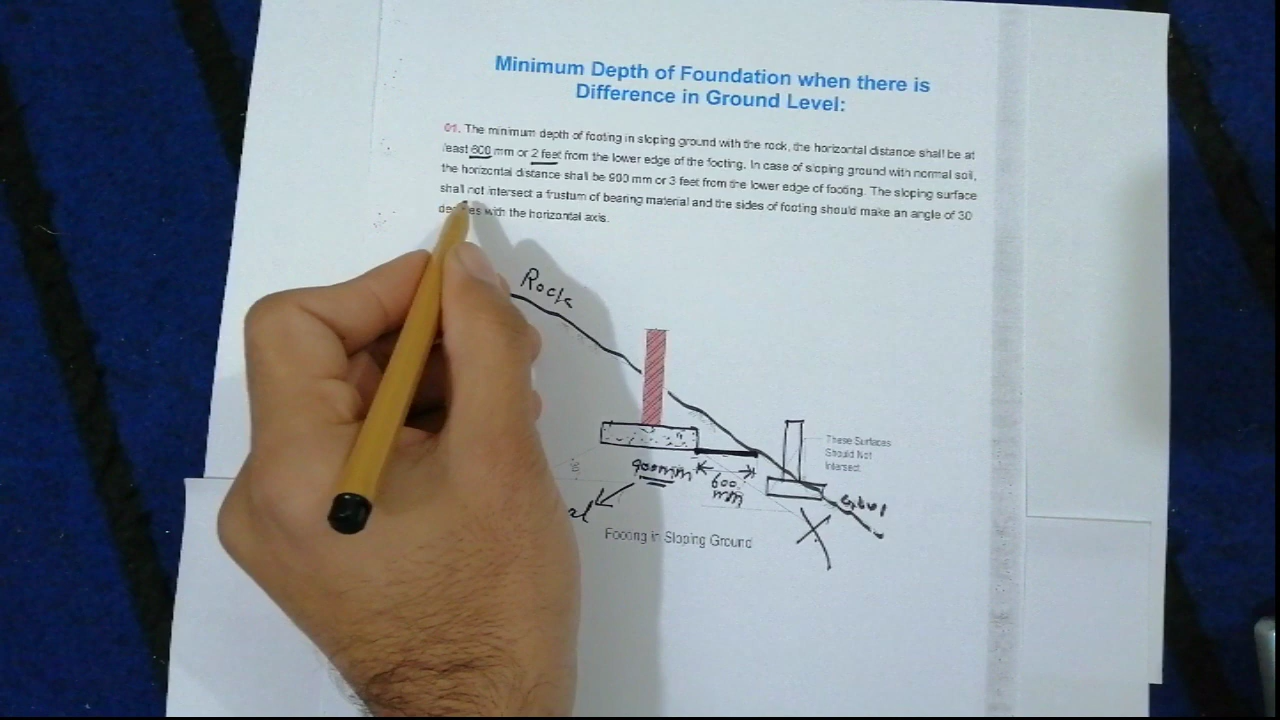 Minimum Depth of Foundation when there is
Difference in Ground Level:
01. The minimum depth of footing in sloping ground with the rock, the horizontal distance shall be at
least 600 mm or 2 feet from the lower edge of the footing. In case of sloping ground with normal soil,
the horizontal distance shall be 900 mm or 3 feet from the lower edge of footing. The sloping surface
shall not intersect a frustum of bearing material and the sides of footing should make an angle of 30
degrees with the horizontal axis.
Rock
These Surfaces
Should Not
Intersect
900mm
600
mm
Footing in Sloping Ground